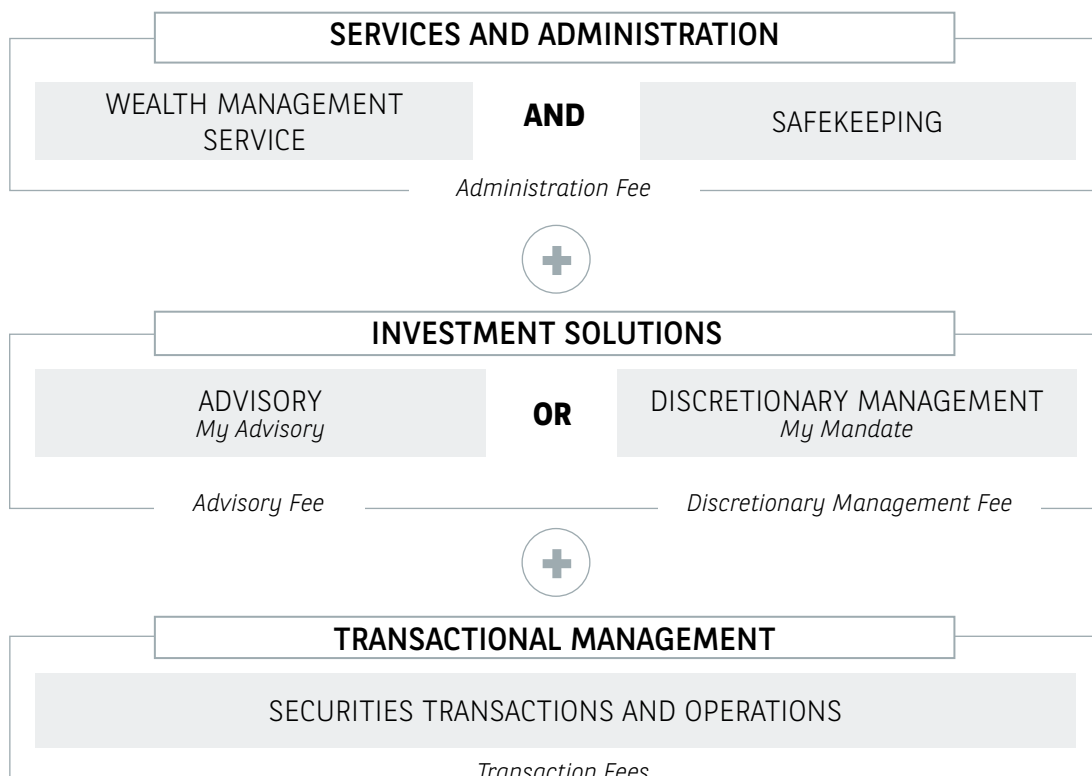 SERVICES AND ADMINISTRATION
WEALTH MANAGEMENT
SERVICE
AND
SAFEKEEPING
Administration Fee
INVESTMENT SOLUTIONS
ADVISORY
My Advisory
OR
DISCRETIONARY MANAGEMENT
My Mandate
Advisory Fee
Discretionary Management Fee
TRANSACTIONAL MANAGEMENT
SECURITIES TRANSACTIONS AND OPERATIONS
Transaction Fees